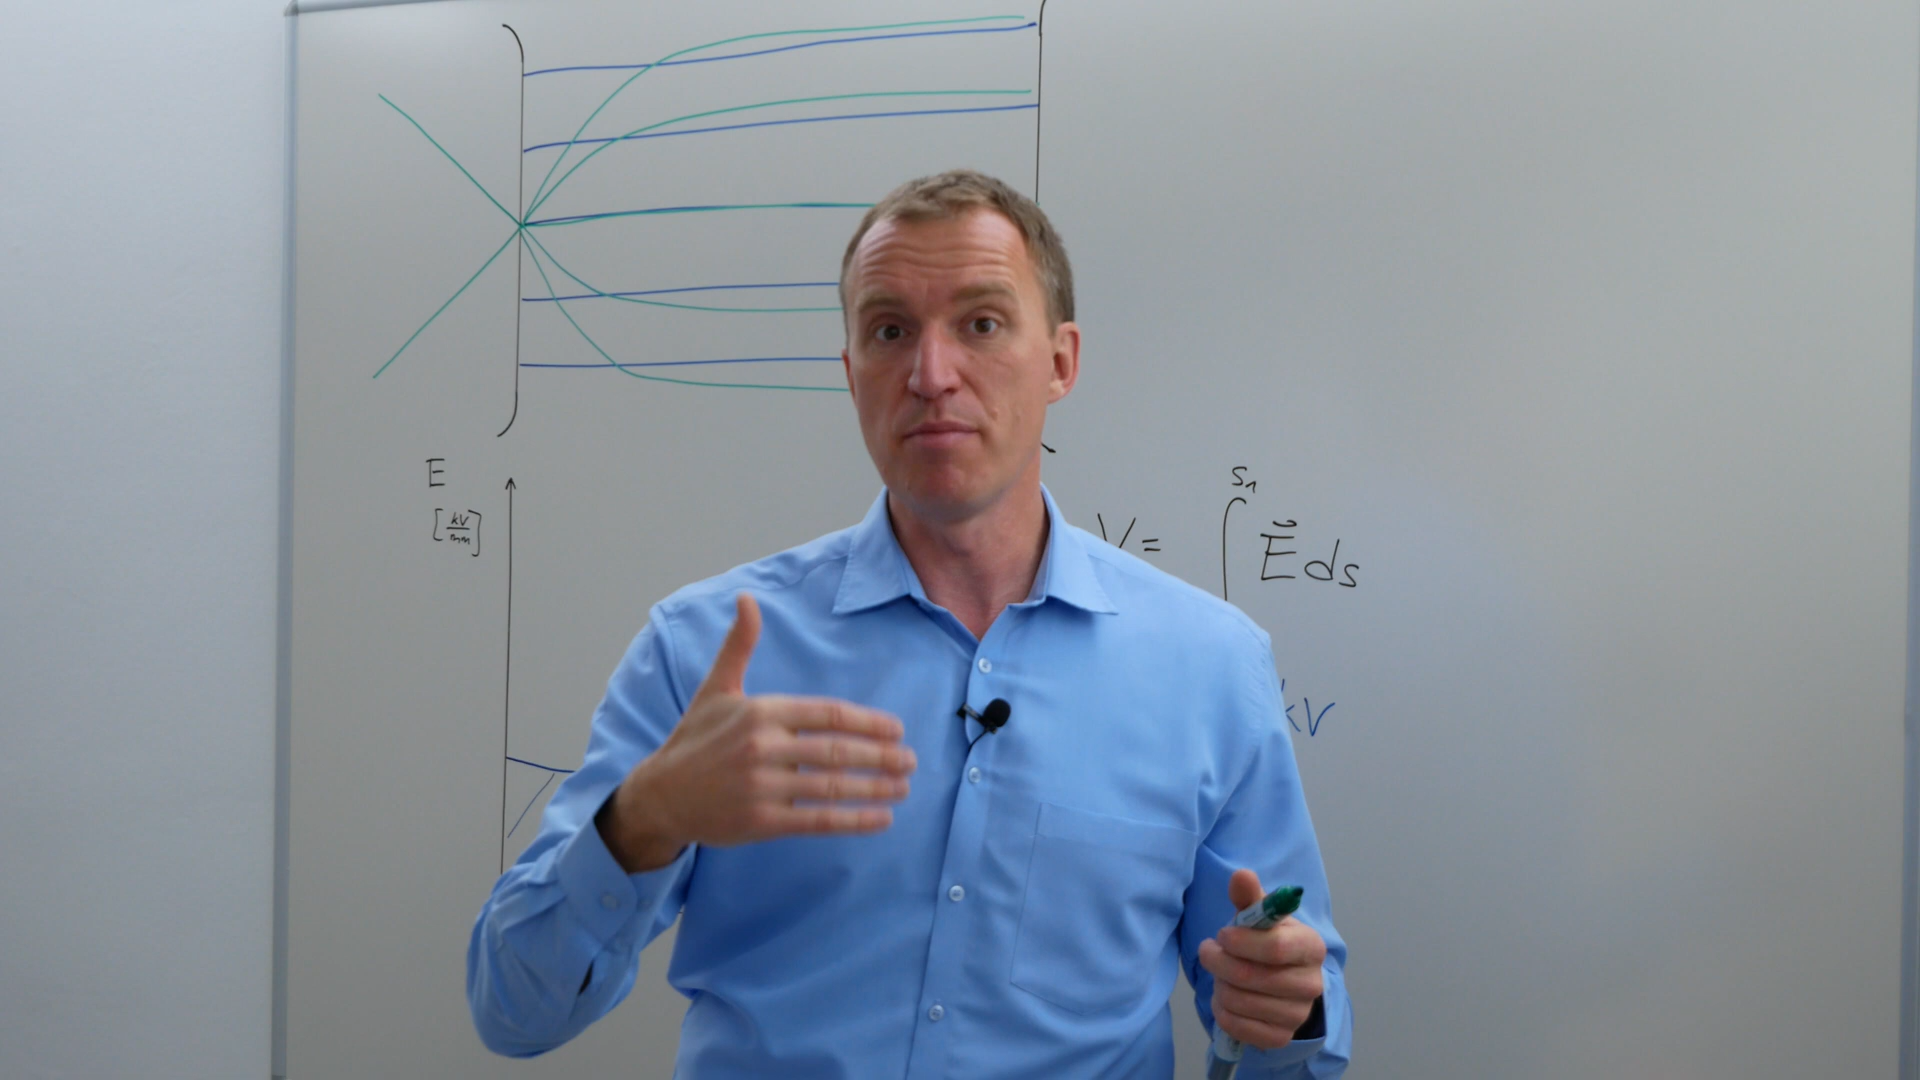 E
[kV/mm]
S1
V = ∫ E⃗ ds
kV